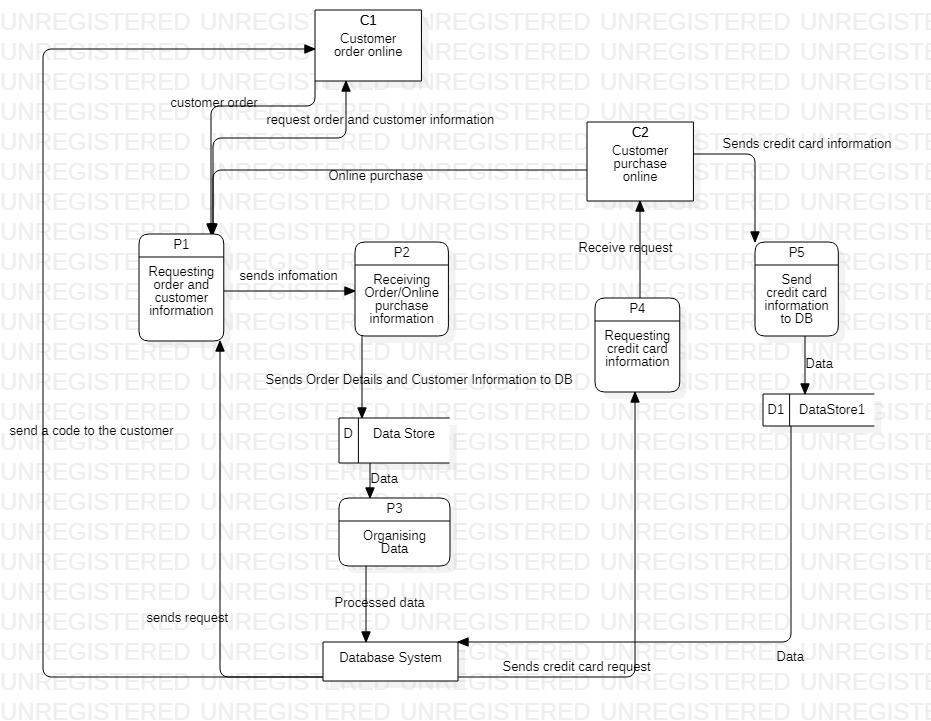 C1
Customer
order online
customer order
request order and customer information
C2
Customer
purchase
online
Sends credit card information
Online purchase
P1
Requesting
order and
customer
information
sends infomation
P2
Receiving
Order/Online
purchase
information
Receive request
P5
Send
credit card
information
to DB
P4
Requesting
credit card
information
Data
Sends Order Details and Customer Information to DB
D1
DataStore1
send a code to the customer
D
Data Store
Data
P3
Organising
Data
Processed data
sends request
Database System
Sends credit card request
Data
UNREGISTERED